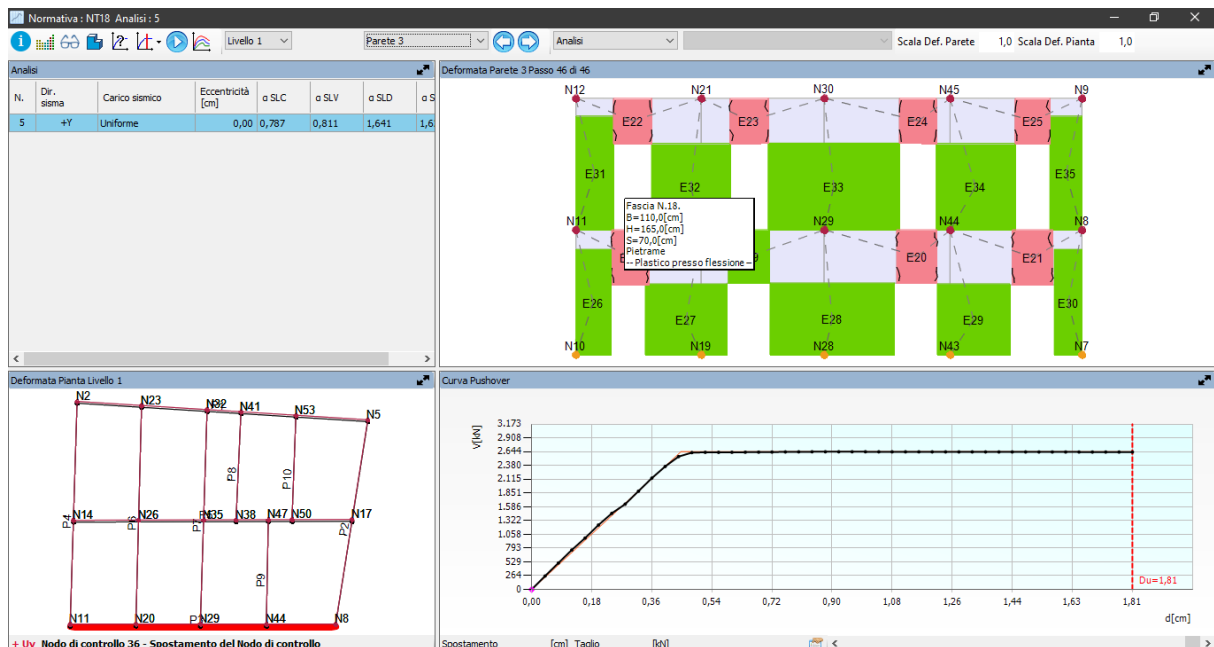 Normativa : NT18 Analisi : 5
Livello 1
Parete 3
Analisi
Scala Def. Parete 1,0 Scala Def. Pianta 1,0
Analisi
N. Dir. sisma Carico sismico Eccentricità [cm] α SLC α SLV α SLD α S
5 +Y Uniforme 0,00 0,787 0,811 1,641 1,6
Deformata Parete 3 Passo 46 di 46
N12 N21 N30 N45 N9
E22 E23 E24 E25
E31 E32 E33 E34 E35
Fascia N.18.
B=110,0[cm]
H=165,0[cm]
S=70,0[cm]
Pietrame
-- Plastico presso flessione --
N11 N29 N44 N8
E20 E21
E26 E27 E28 E29 E30
N10 N19 N28 N43 N7
Deformata Pianta Livello 1
N2 N23 N32 N41 N53 N5
P8 P10
N14 N26 N35 N38 N47 N50 N17
P4 P6 P7 P2
P9
N11 N20 N29 N44 N8
+ Uy Nodo di controllo 36 - Spostamento del Nodo di controllo
Curva Pushover
V[kN]
3.173
2.908
2.644
2.380
2.115
1.851
1.586
1.322
1.058
793
529
264
0
Du=1,81
0,00 0,18 0,36 0,54 0,72 0,90 1,08 1,26 1,44 1,63 1,81
d[cm]
Spostamento [cm] Taglio [kN]